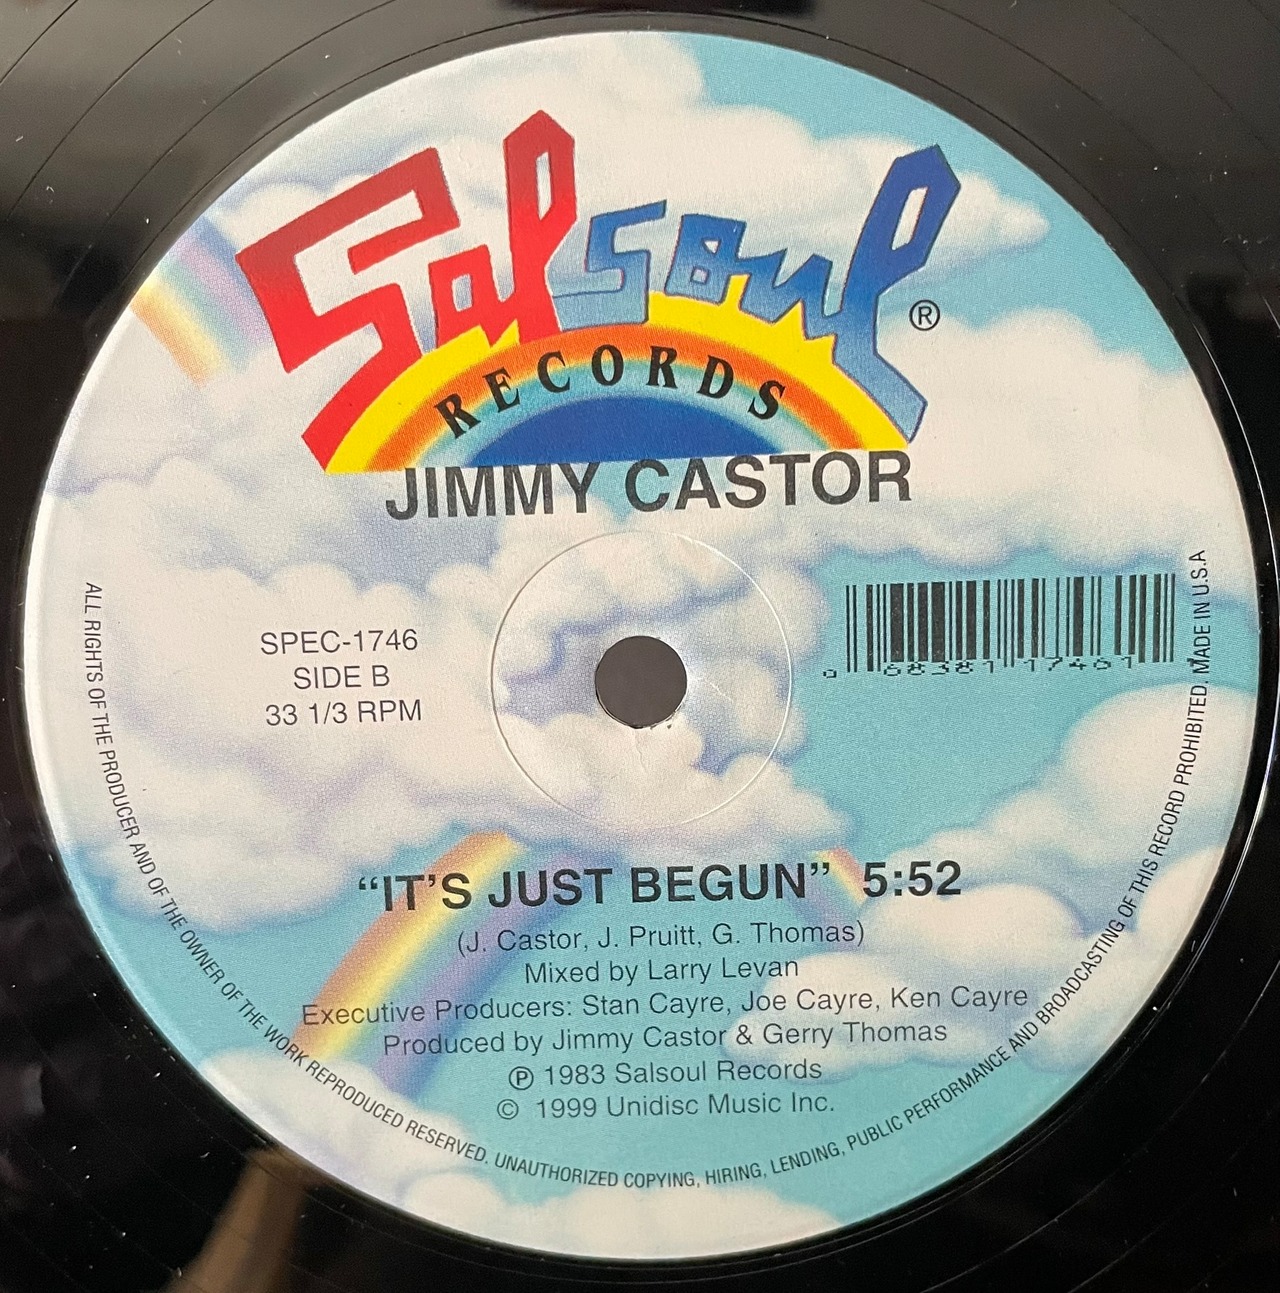 Salsoul ®
RECORDS
JIMMY CASTOR
SPEC-1746
SIDE B
33 1/3 RPM
0 68381 17461
“IT’S JUST BEGUN” 5:52
(J. Castor, J. Pruitt, G. Thomas)
Mixed by Larry Levan
Executive Producers: Stan Cayre, Joe Cayre, Ken Cayre
Produced by Jimmy Castor & Gerry Thomas
℗ 1983 Salsoul Records
© 1999 Unidisc Music Inc.
ALL RIGHTS OF THE PRODUCER AND OF THE OWNER OF THE WORK REPRODUCED RESERVED. UNAUTHORIZED COPYING, HIRING, LENDING, PUBLIC PERFORMANCE AND BROADCASTING OF THIS RECORD PROHIBITED. MADE IN U.S.A